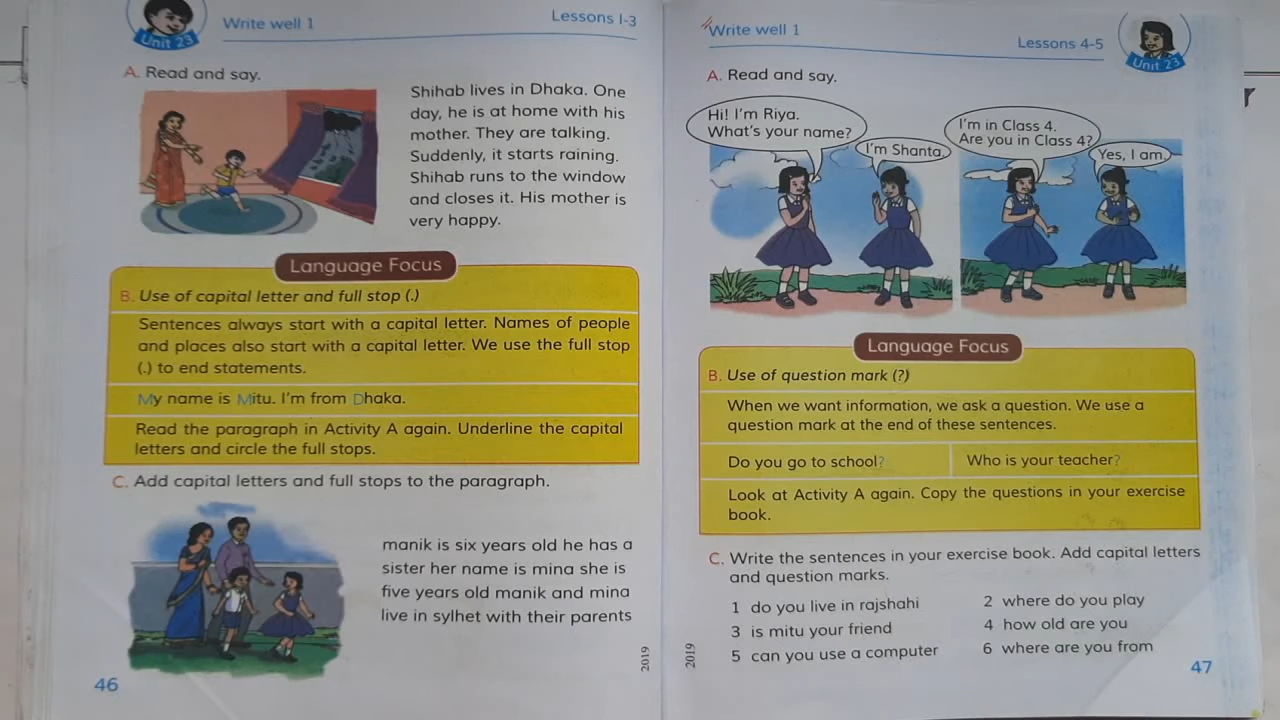 Write well 1
Lessons 1-3
Unit 23
A. Read and say.
Shihab lives in Dhaka. One
day, he is at home with his
mother. They are talking.
Suddenly, it starts raining.
Shihab runs to the window
and closes it. His mother is
very happy.
Language Focus
B. Use of capital letter and full stop (.)
Sentences always start with a capital letter. Names of people
and places also start with a capital letter. We use the full stop
(.) to end statements.
My name is Mitu. I'm from Dhaka.
Read the paragraph in Activity A again. Underline the capital
letters and circle the full stops.
C. Add capital letters and full stops to the paragraph.
manik is six years old he has a
sister her name is mina she is
five years old manik and mina
live in sylhet with their parents
2019
46
Write well 1
Lessons 4-5
Unit 23
A. Read and say.
Hi! I'm Riya.
What's your name?
I'm Shanta.
I'm in Class 4.
Are you in Class 4?
Yes, I am.
Language Focus
B. Use of question mark (?)
When we want information, we ask a question. We use a
question mark at the end of these sentences.
Do you go to school?
Who is your teacher?
Look at Activity A again. Copy the questions in your exercise
book.
C. Write the sentences in your exercise book. Add capital letters
and question marks.
1 do you live in rajshahi
2 where do you play
3 is mitu your friend
4 how old are you
5 can you use a computer
6 where are you from
2019
47